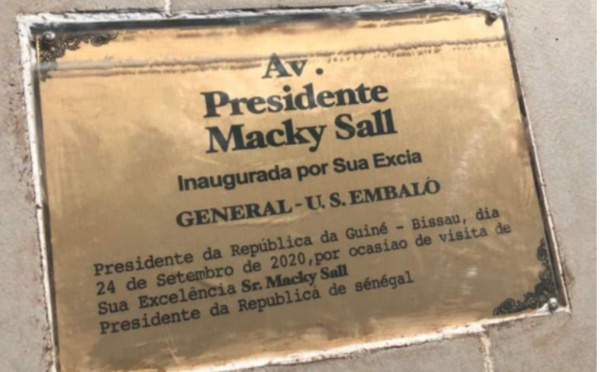 Av .
Presidente
Macky Sall
Inaugurada por Sua Excia
GENERAL - U. S. EMBALÓ
Presidente da República da Guiné - Bissau, dia
24 de Setembro de 2020,por ocasiao de visita de
Sua Excelência Sr. Macky Sall
Presidente da Republica de sénégal